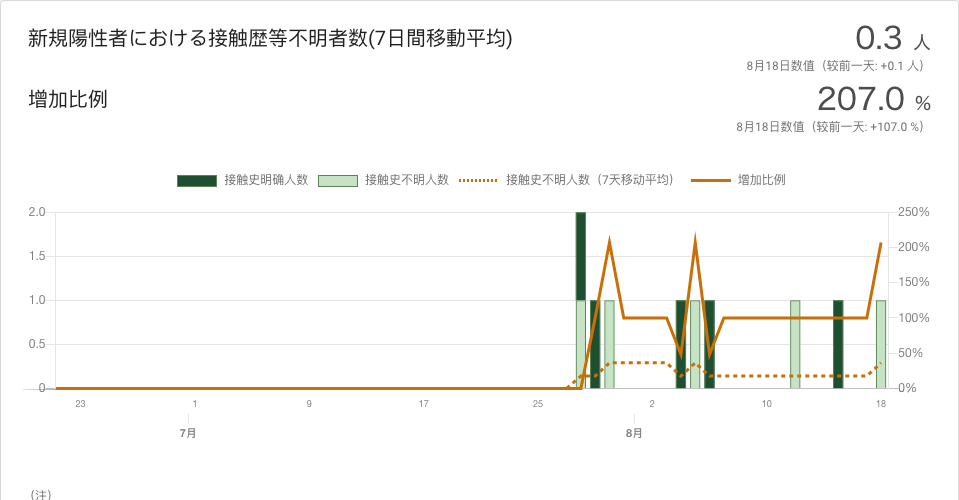 新規陽性者における接触歴等不明者数(7日間移動平均)
0.3 人
8月18日数值（较前一天: +0.1 人）
增加比例
207.0 %
8月18日数值（较前一天: +107.0 %）
接触史明确人数 接触史不明人数 接触史不明人数（7天移动平均） 增加比例
2.0 250%
200%
1.5
150%
1.0 100%
0.5 50%
0 0%
23 1 9 17 25 2 10 18
7月 8月
（注）